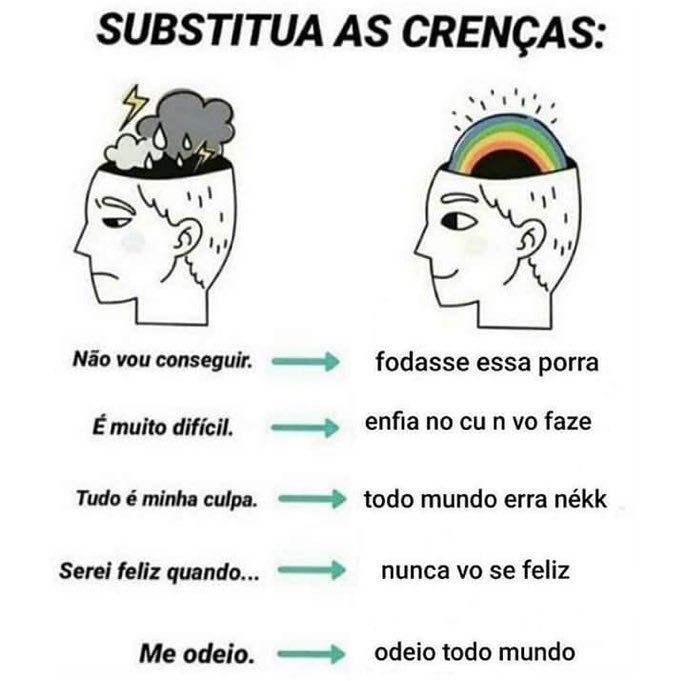 SUBSTITUA AS CRENÇAS:
Não vou conseguir. fodasse essa porra
É muito difícil. enfia no cu n vo faze
Tudo é minha culpa. todo mundo erra nékk
Serei feliz quando... nunca vo se feliz
Me odeio. odeio todo mundo